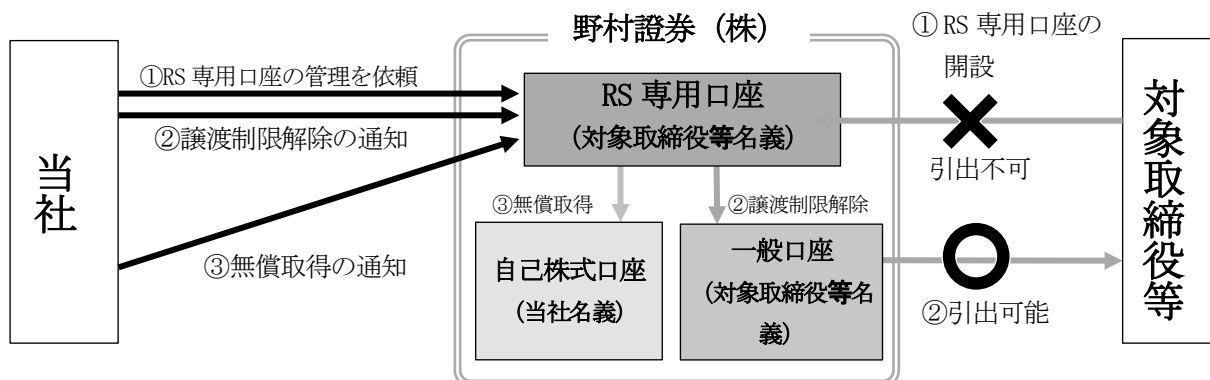 野村證券（株）
当社
①RS 専用口座の管理を依頼
②譲渡制限解除の通知
③無償取得の通知
RS 専用口座
(対象取締役等名義)
③無償取得
②譲渡制限解除
自己株式口座
(当社名義)
一般口座
(対象取締役等名
義)
① RS 専用口座の
開設
引出不可
②引出可能
対象取締役等